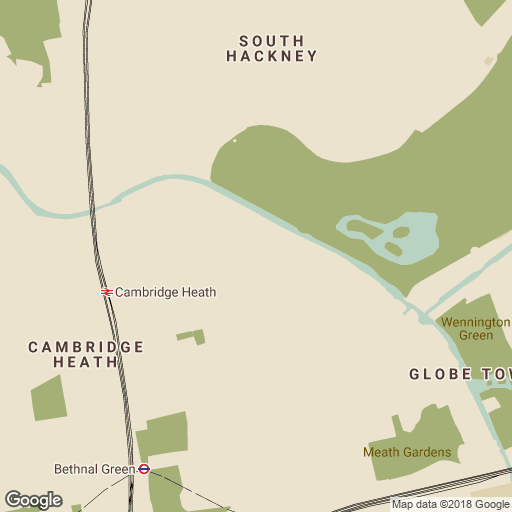 SOUTH
HACKNEY
Cambridge Heath
Wennington
Green
CAMBRIDGE
HEATH
GLOBE TOW
Meath Gardens
Bethnal Green
Google
Map data ©2018 Google